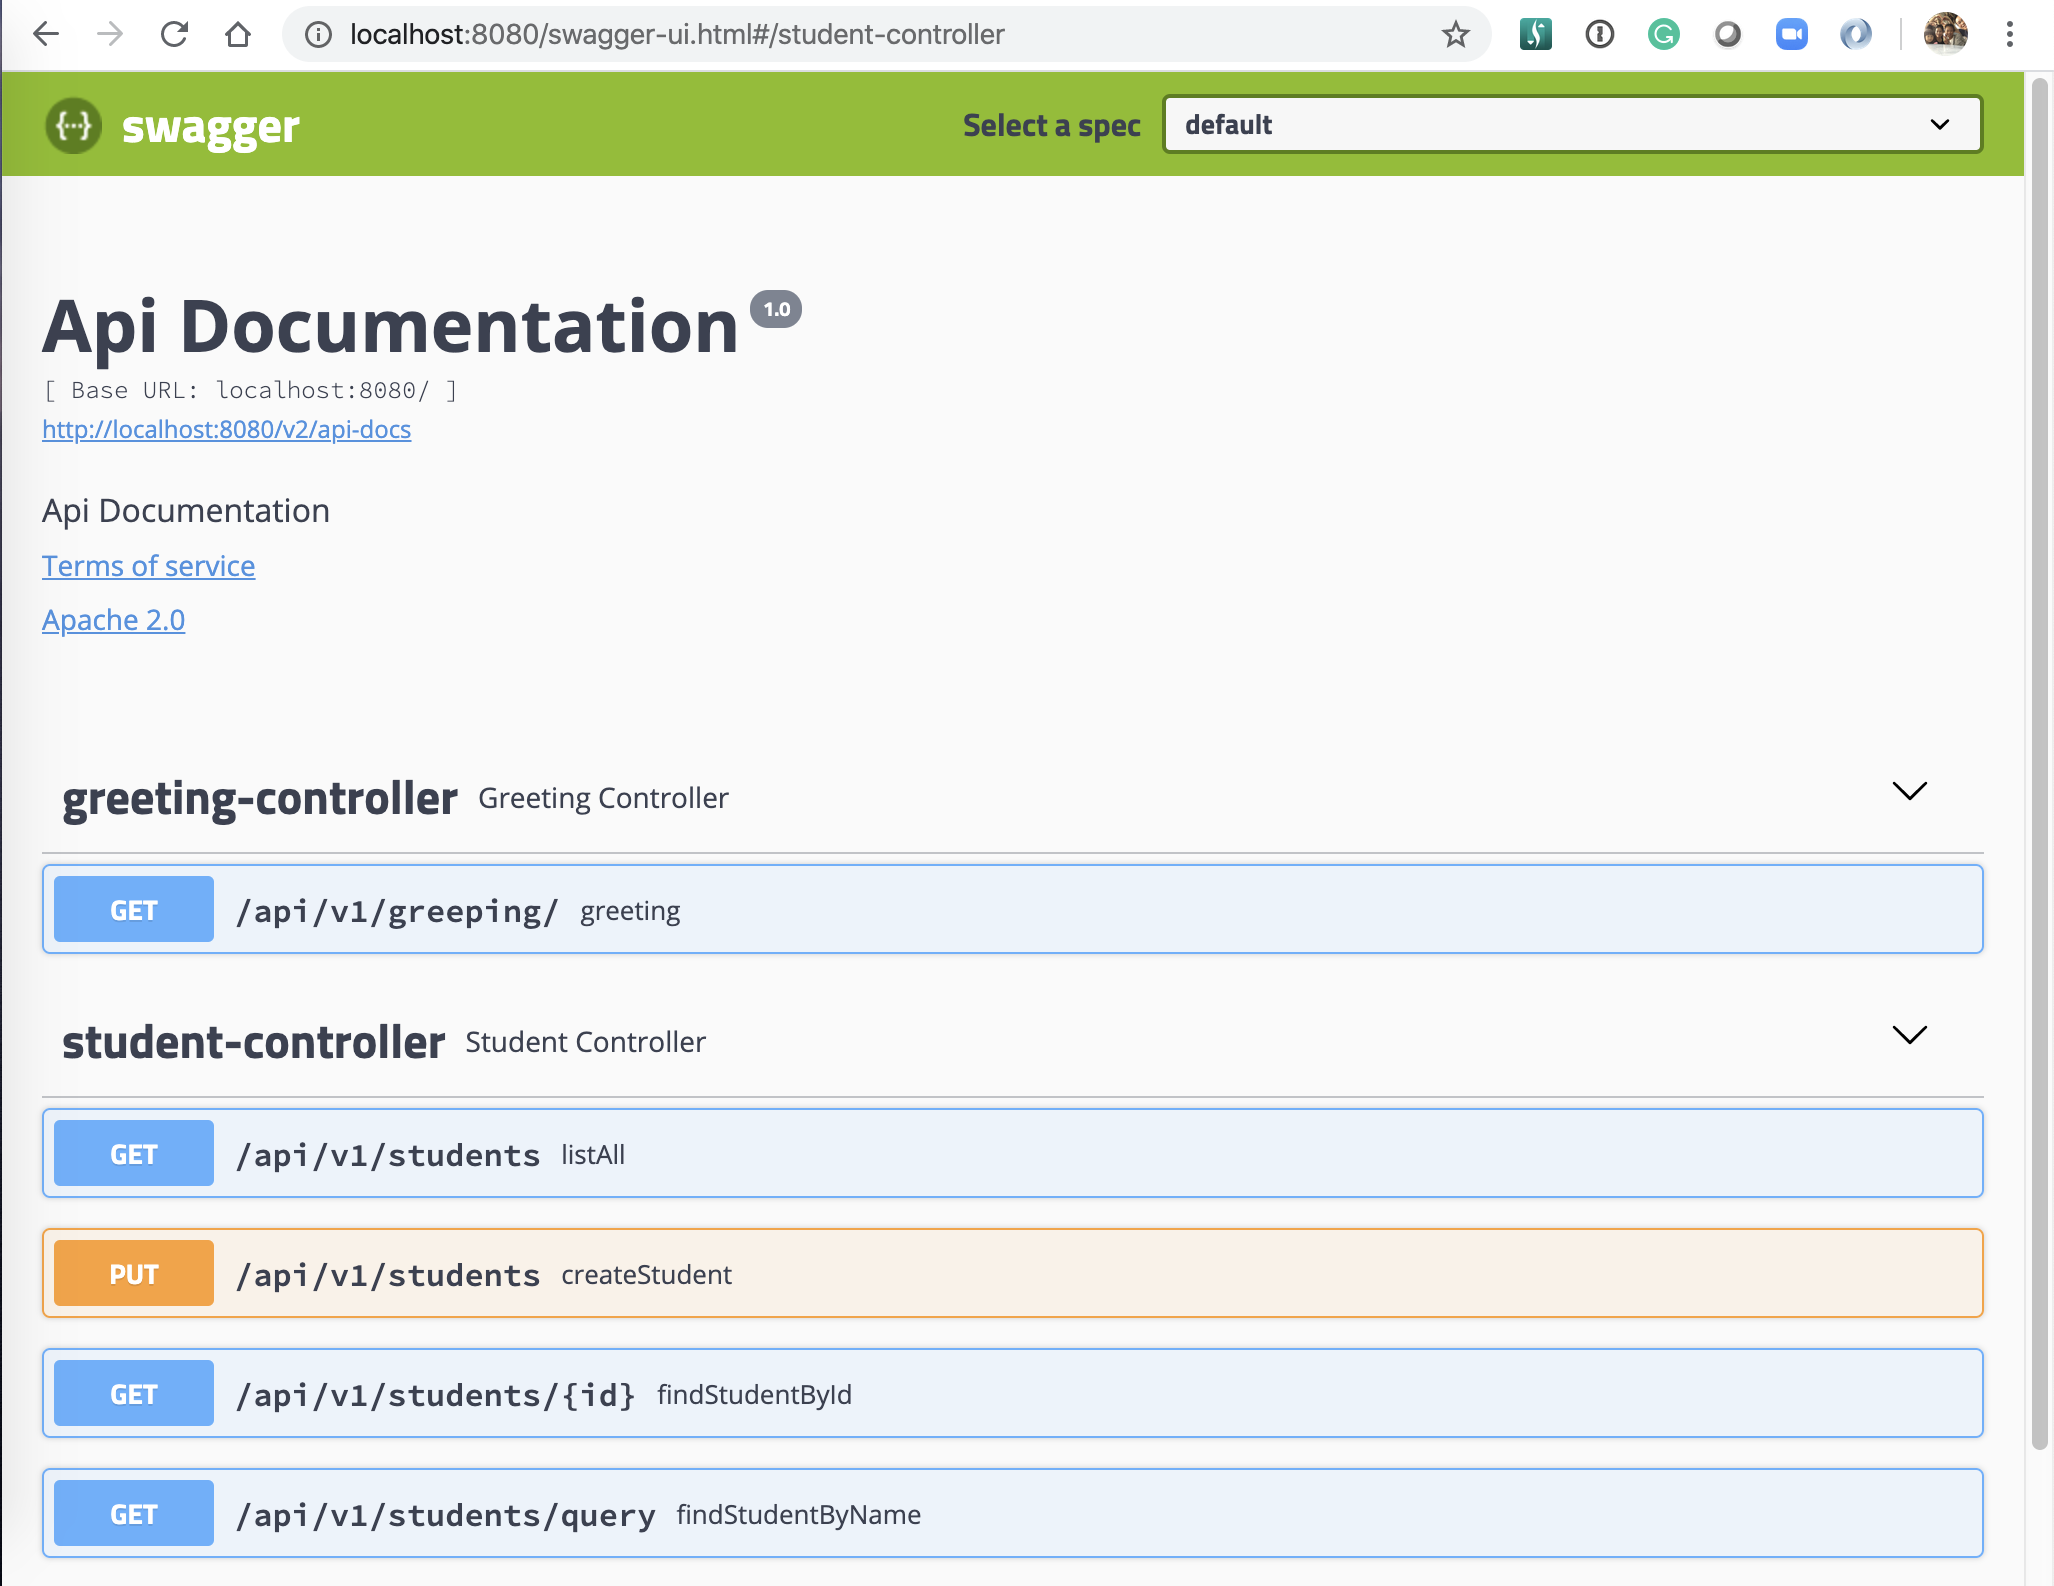 localhost:8080/swagger-ui.html#/student-controller
{...} swagger Select a spec default
Api Documentation 1.0
[ Base URL: localhost:8080/ ]
http://localhost:8080/v2/api-docs
Api Documentation
Terms of service
Apache 2.0
greeting-controller Greeting Controller
GET /api/v1/greeping/ greeting
student-controller Student Controller
GET /api/v1/students listAll
PUT /api/v1/students createStudent
GET /api/v1/students/{id} findStudentById
GET /api/v1/students/query findStudentByName